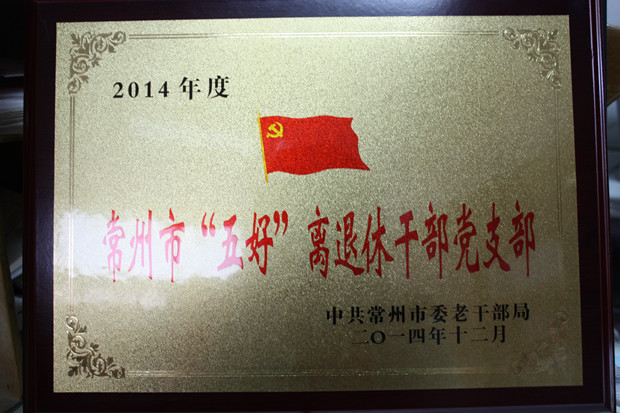 2014年度
常州市“五好”离退休干部党支部
中共常州市委老干部局
二〇一四年十二月